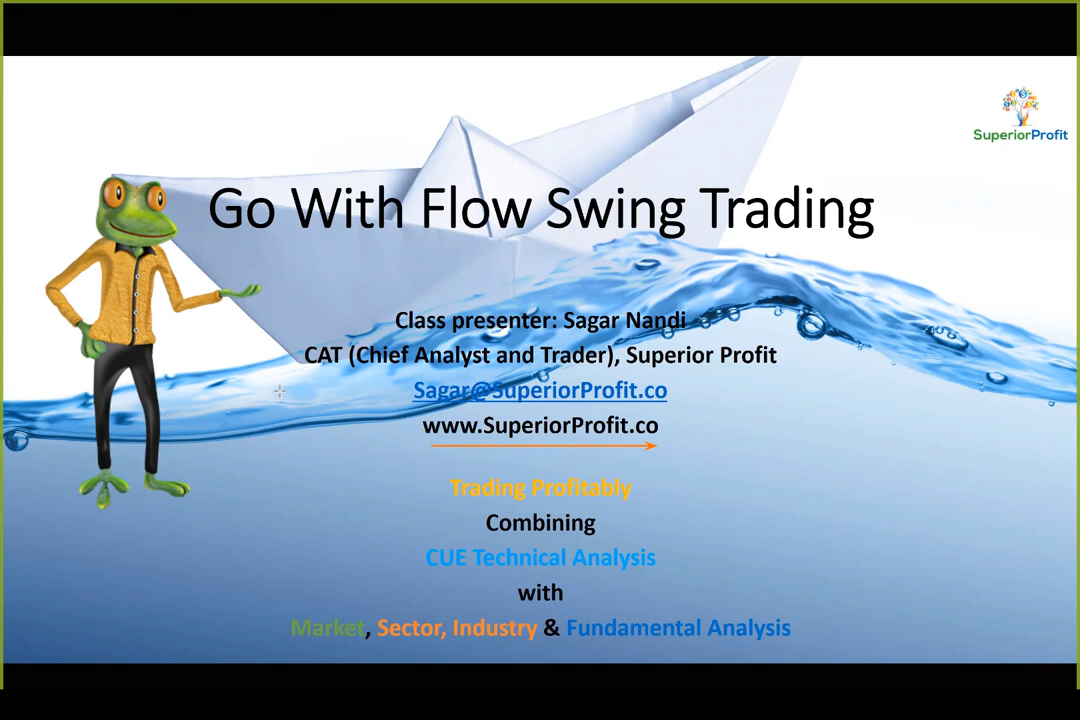 SuperiorProfit
Go With Flow Swing Trading
Class presenter: Sagar Nandi
CAT (Chief Analyst and Trader), Superior Profit
Sagar@SuperiorProfit.co
www.SuperiorProfit.co
Trading Profitably
Combining
CUE Technical Analysis
with
Market, Sector, Industry & Fundamental Analysis